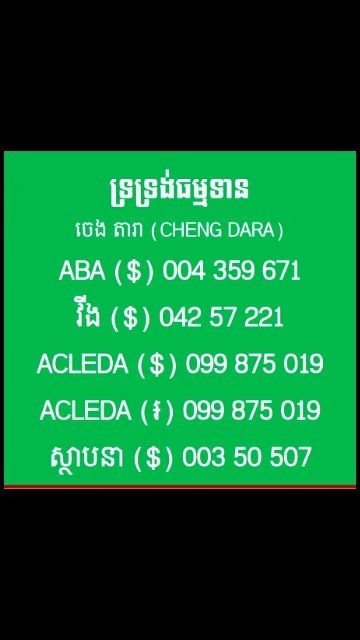 ទ្រទ្រង់ធម្មទាន
ចេង តារា (CHENG DARA)
ABA ($) 004 359 671
វីង ($) 042 57 221
ACLEDA ($) 099 875 019
ACLEDA (៛) 099 875 019
ស្ថាបនា ($) 003 50 507